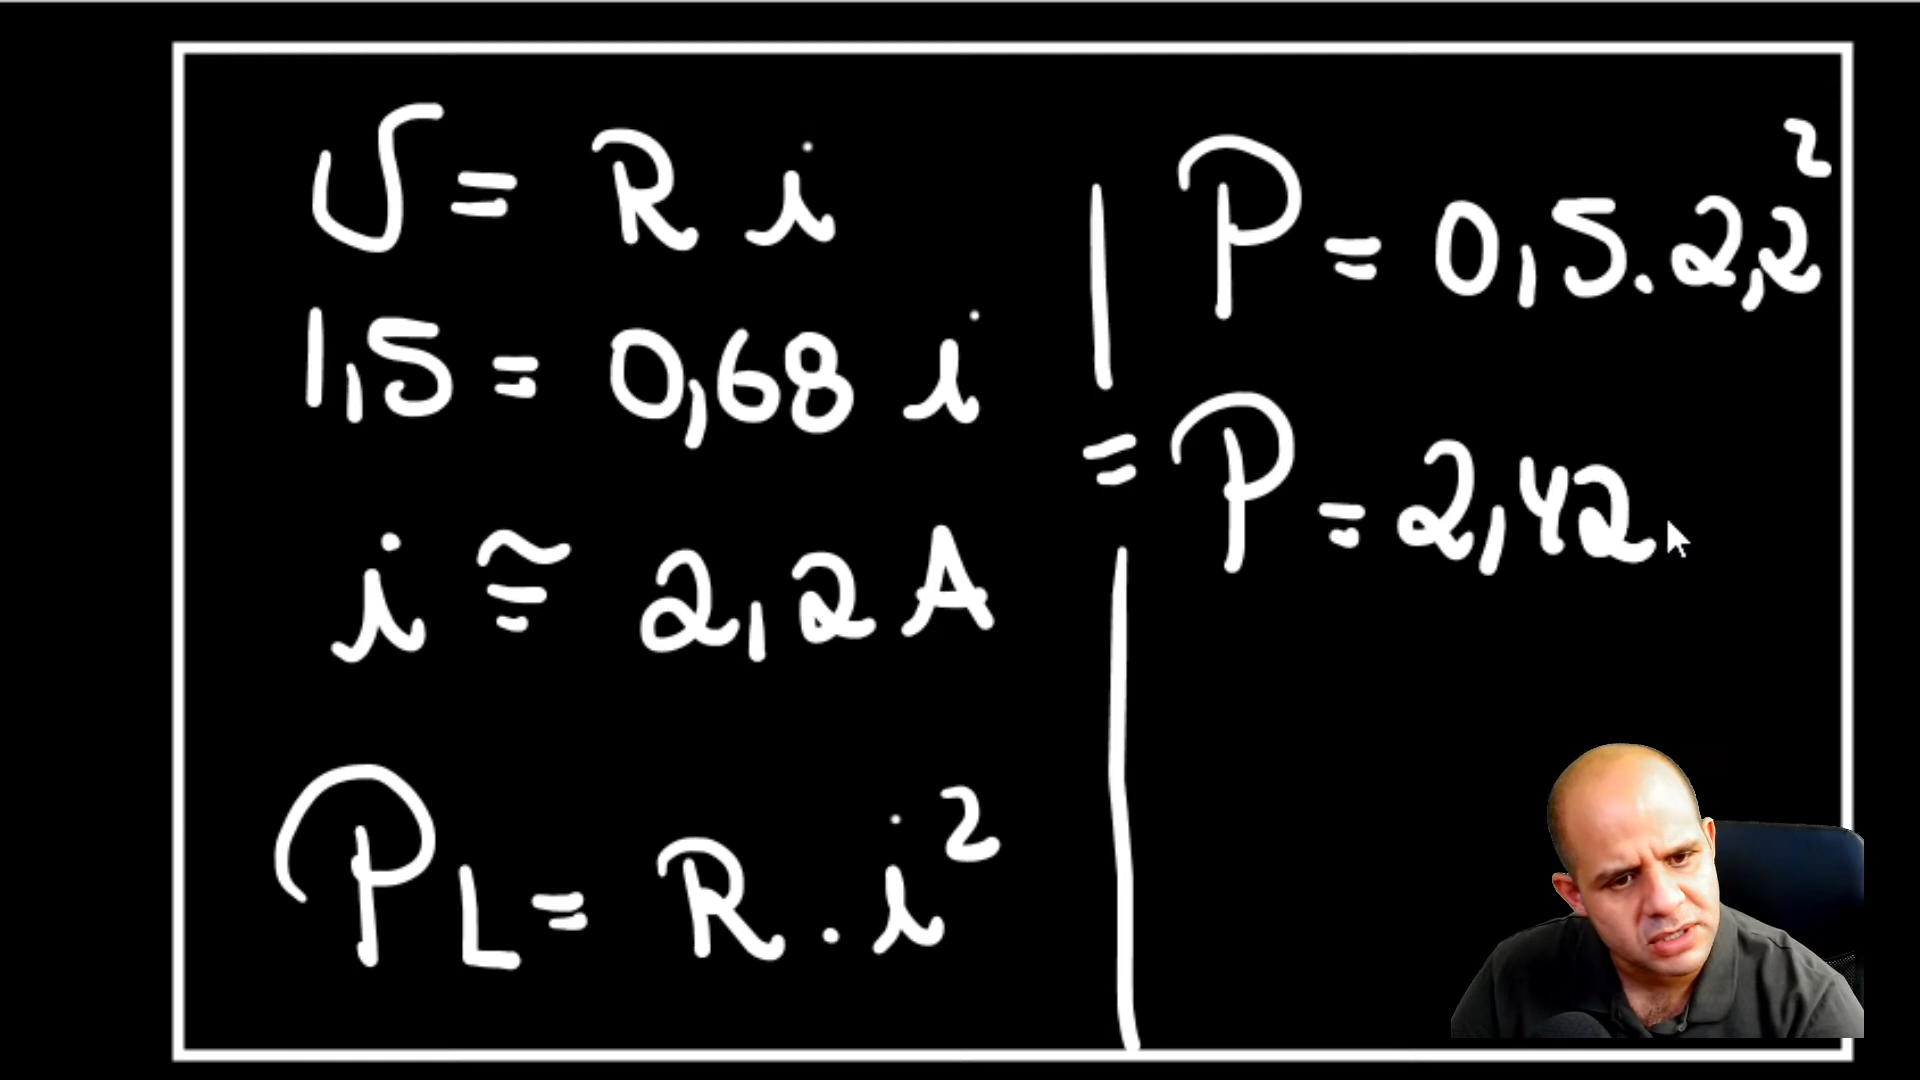 U = R i
1,5 = 0,68 i
i ≅ 2,2 A
P_L = R . i²
P = 0,5 . 2,2²
= P = 2,42